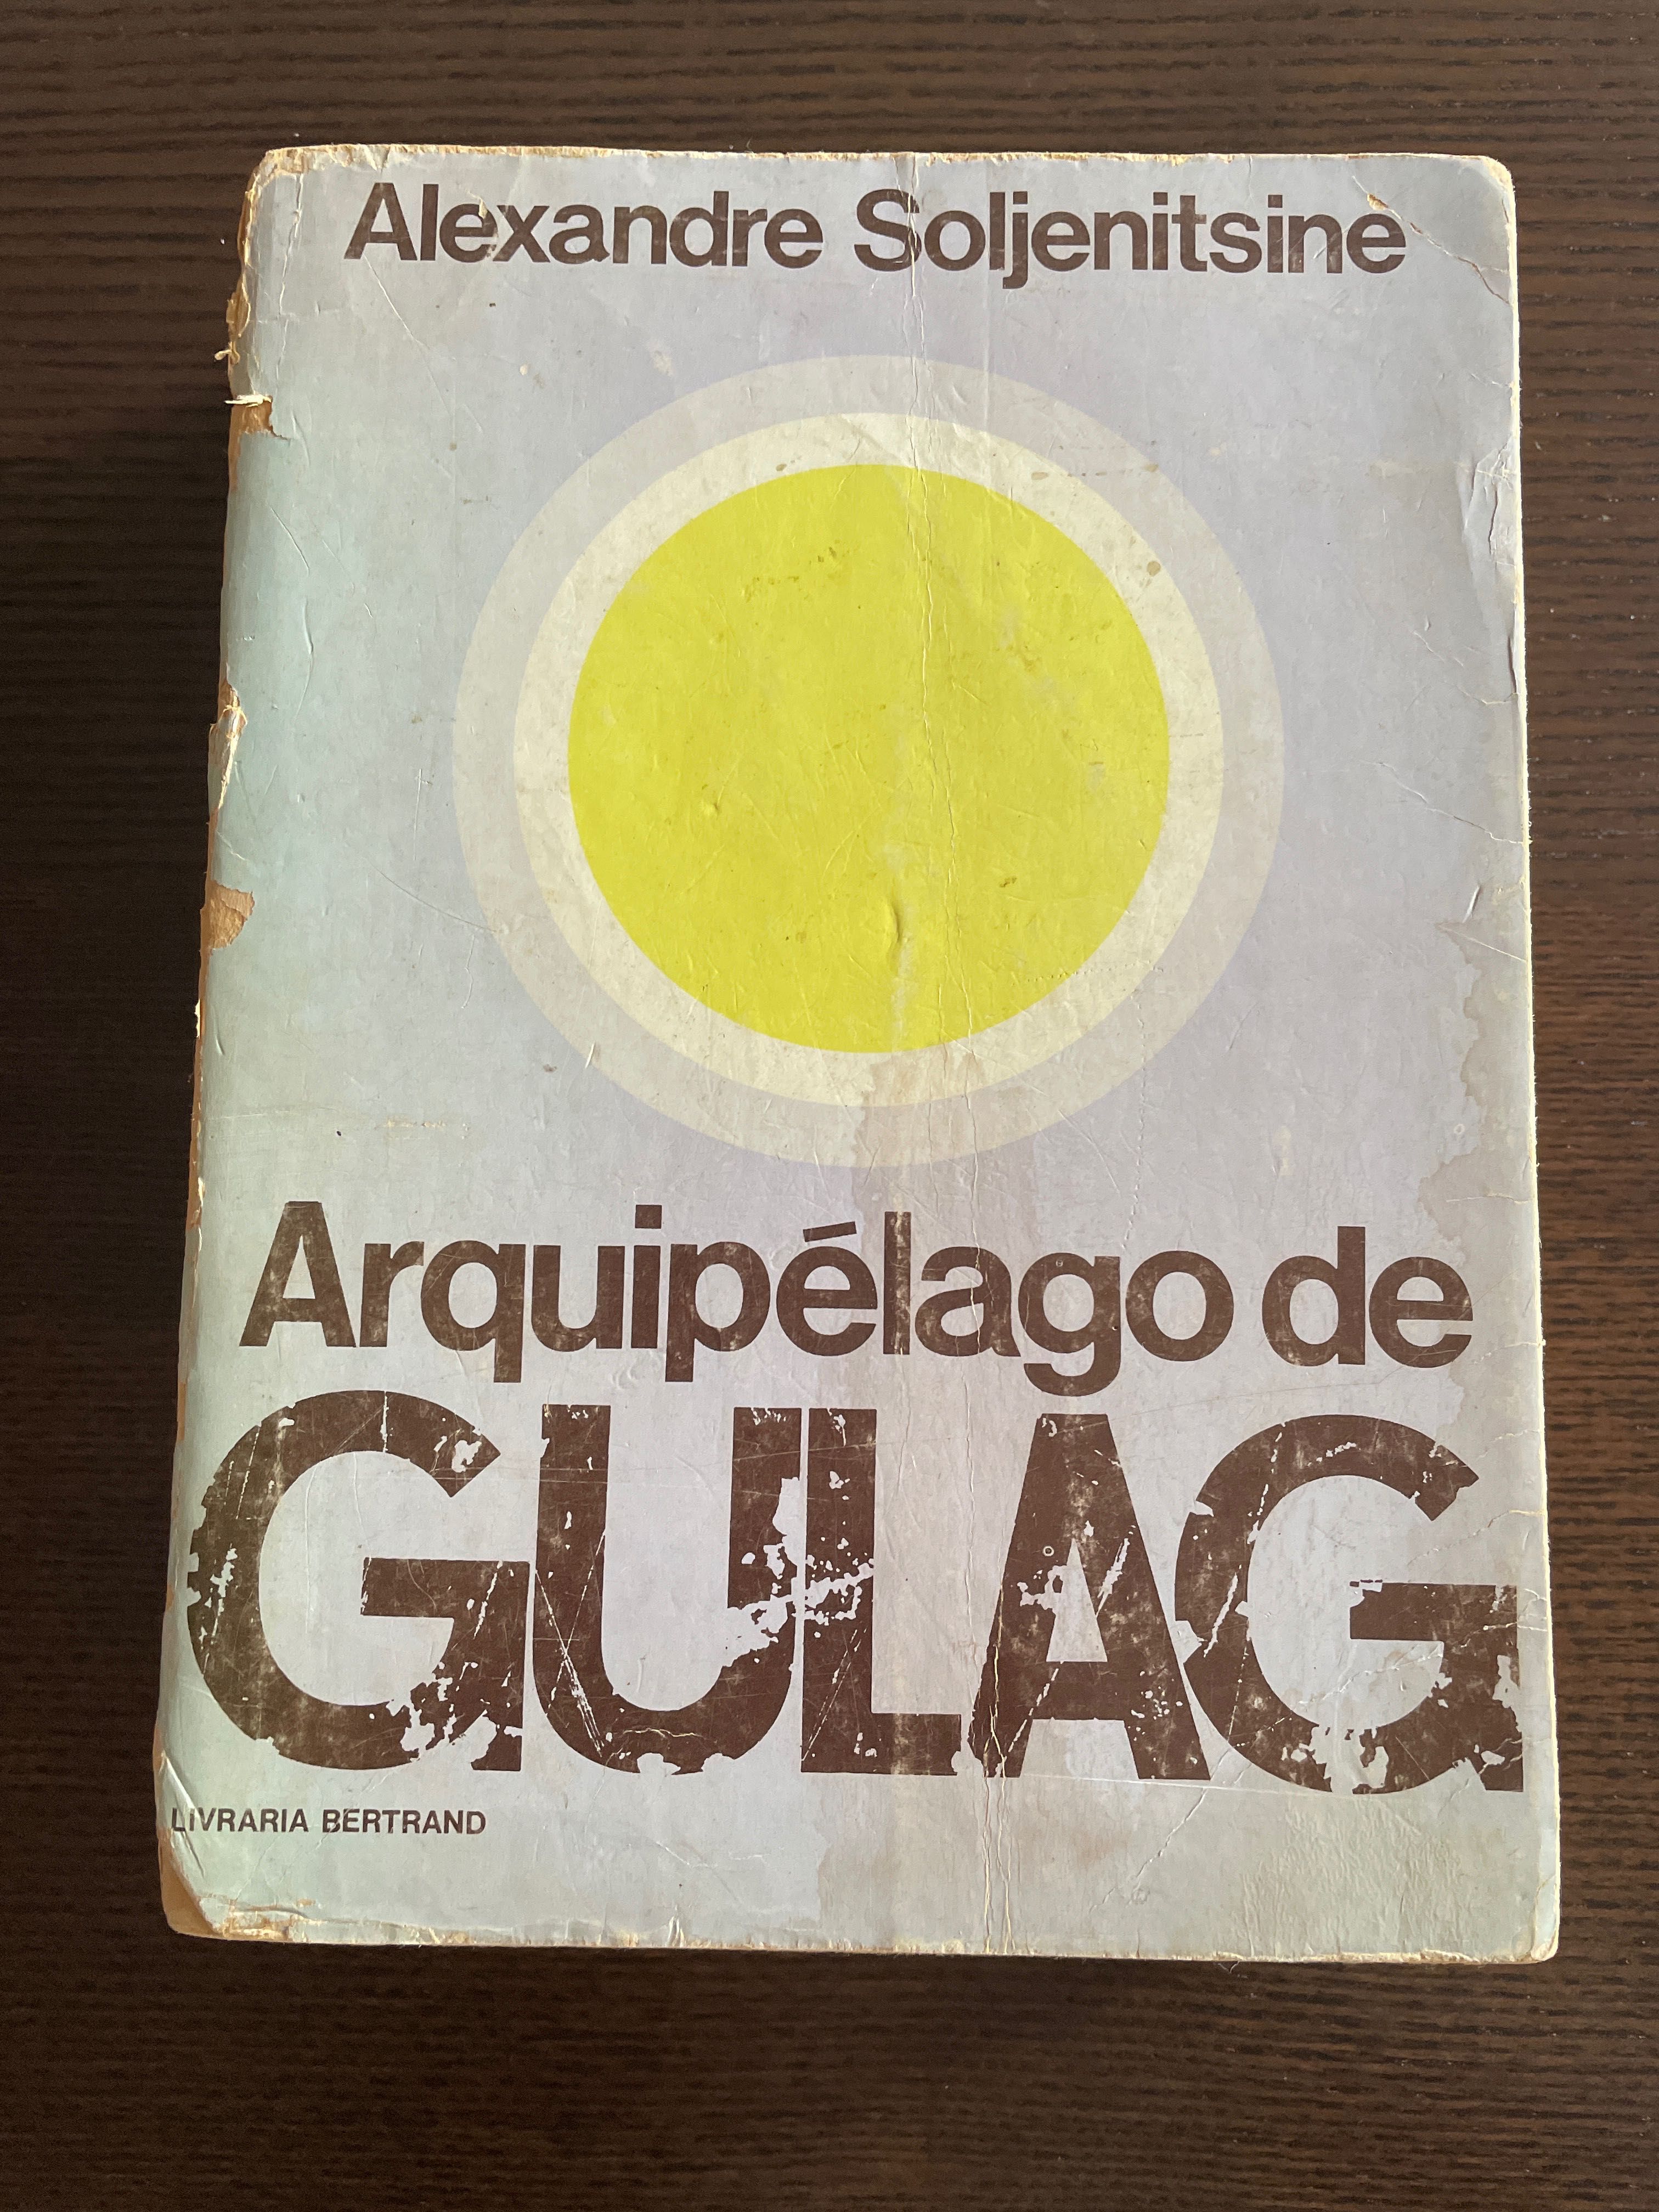 Alexandre Soljenitsine
Arquipélago de
GULAG
LIVRARIA BERTRAND